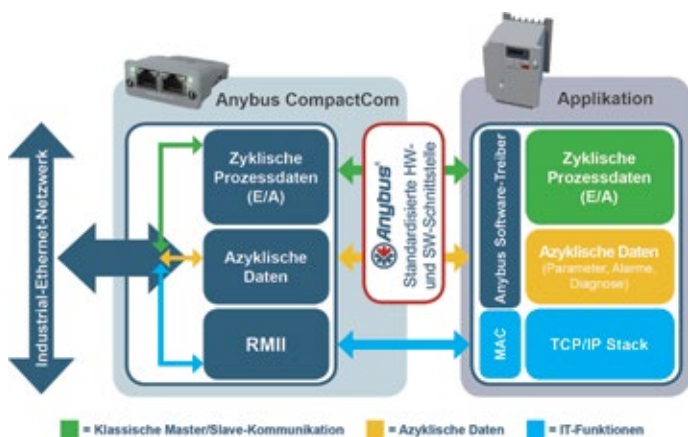 Anybus CompactCom
Applikation
Industrial-Ethernet-Netzwerk
Zyklische
Prozessdaten
(E/A)
Azyklische
Daten
RMII
Anybus®
Standardisierte HW-
und SW-Schnittstelle
Anybus Software-Treiber
MAC
Zyklische
Prozessdaten
(E/A)
Azyklische Daten
(Parameter, Alarme,
Diagnose)
TCP/IP Stack
= Klassische Master/Slave-Kommunikation
= Azyklische Daten
= IT-Funktionen